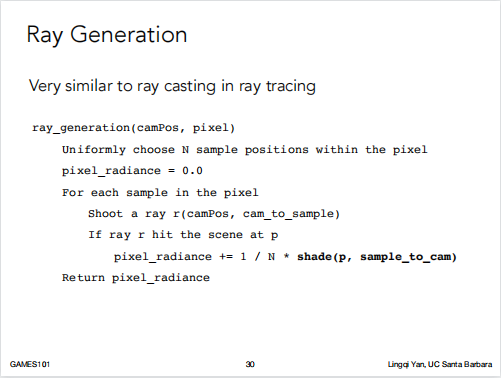 Ray Generation
Very similar to ray casting in ray tracing
ray_generation(camPos, pixel)
Uniformly choose N sample positions within the pixel
pixel_radiance = 0.0
For each sample in the pixel
Shoot a ray r(camPos, cam_to_sample)
If ray r hit the scene at p
pixel_radiance += 1 / N * shade(p, sample_to_cam)
Return pixel_radiance
GAMES101 30 Lingqi Yan, UC Santa Barbara